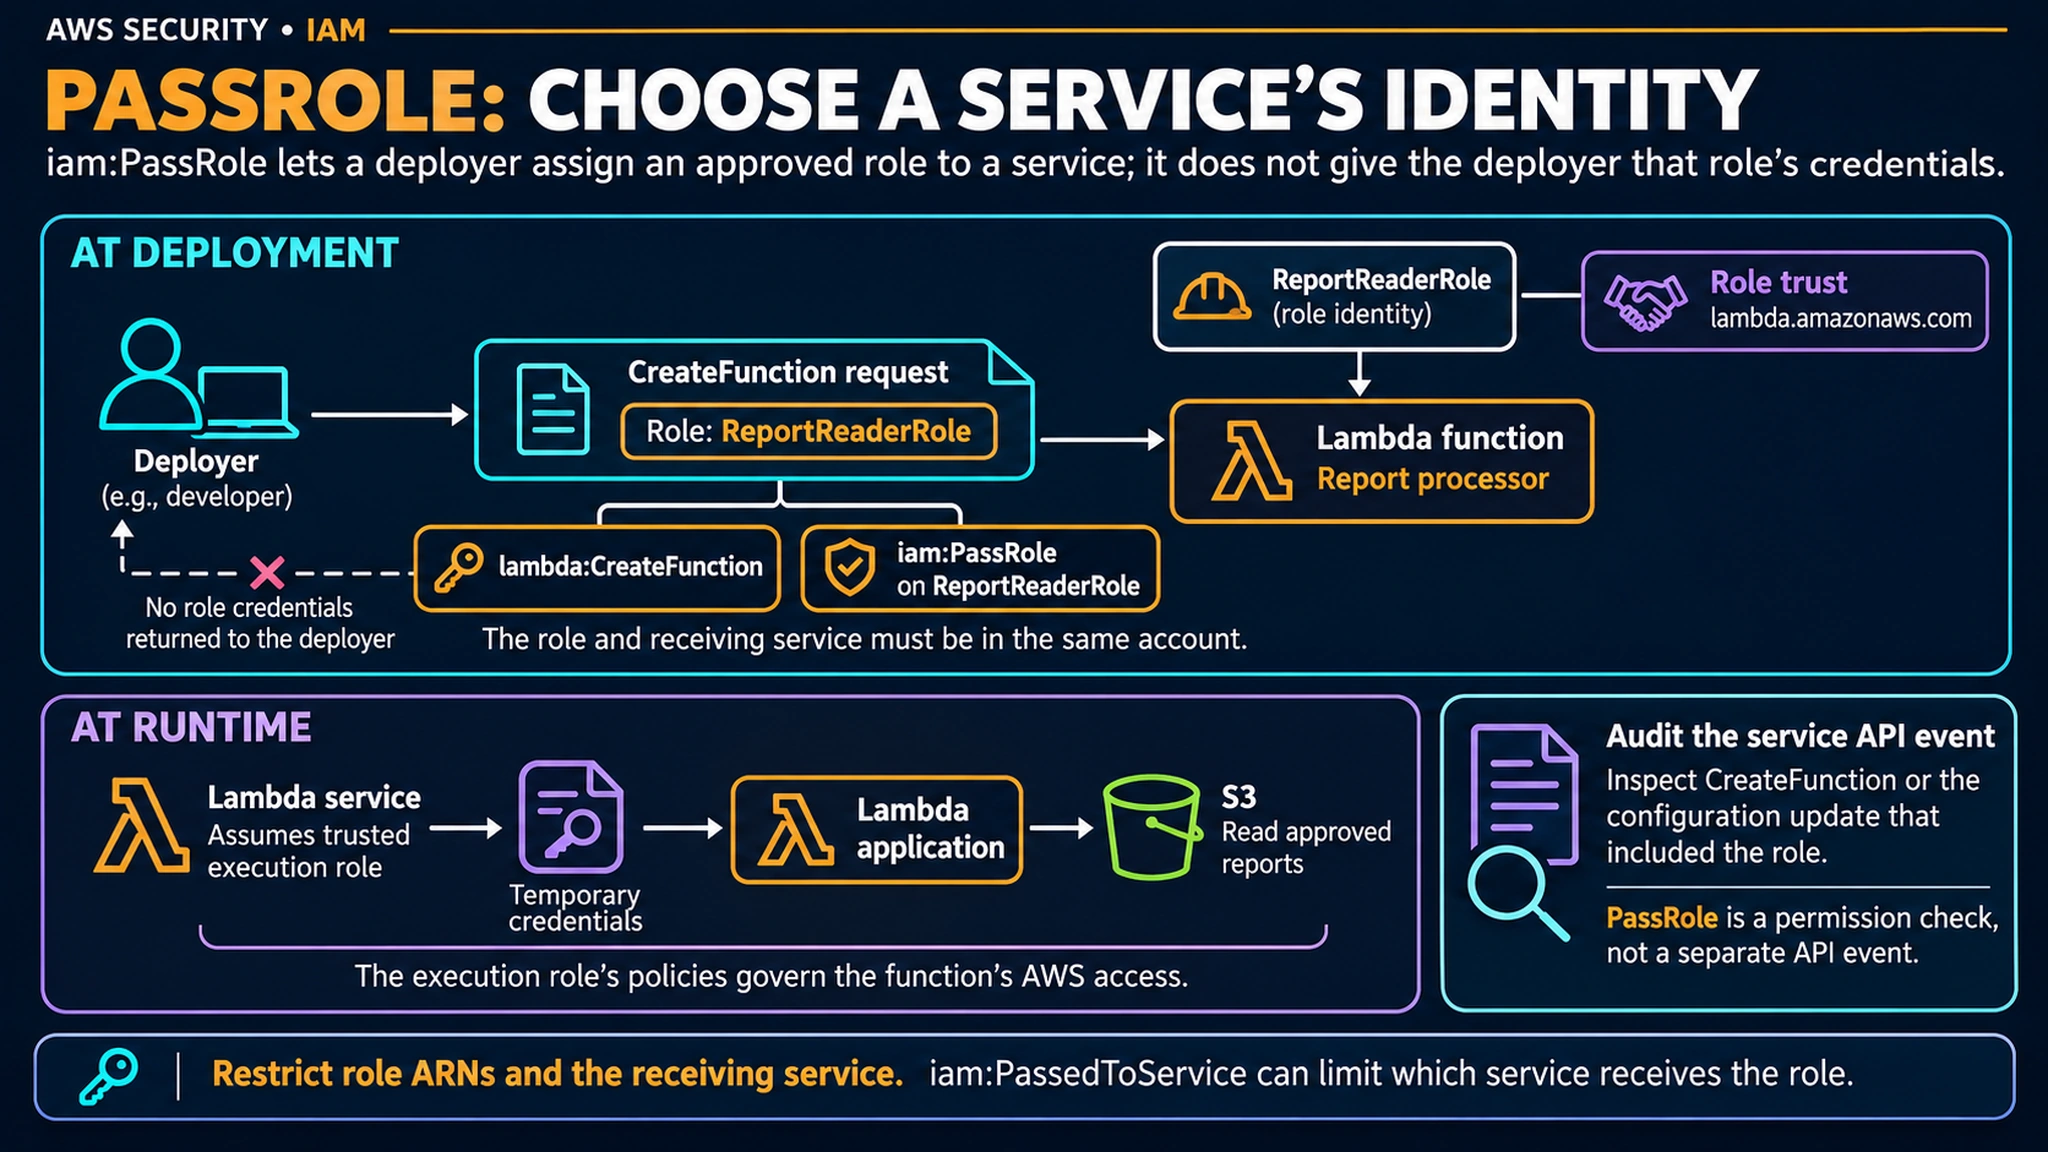 AWS SECURITY • IAM
PASSROLE: CHOOSE A SERVICE’S IDENTITY
iam:PassRole lets a deployer assign an approved role to a service; it does not give the deployer that role’s credentials.
AT DEPLOYMENT
Deployer
(e.g., developer)
CreateFunction request
Role: ReportReaderRole
ReportReaderRole
(role identity)
Role trust
lambda.amazonaws.com
Lambda function
Report processor
lambda:CreateFunction
iam:PassRole
on ReportReaderRole
No role credentials
returned to the deployer
The role and receiving service must be in the same account.
AT RUNTIME
Lambda service
Assumes trusted
execution role
Temporary
credentials
Lambda
application
S3
Read approved
reports
The execution role’s policies govern the function’s AWS access.
Audit the service API event
Inspect CreateFunction or the
configuration update that
included the role.
PassRole is a permission check,
not a separate API event.
Restrict role ARNs and the receiving service. iam:PassedToService can limit which service receives the role.